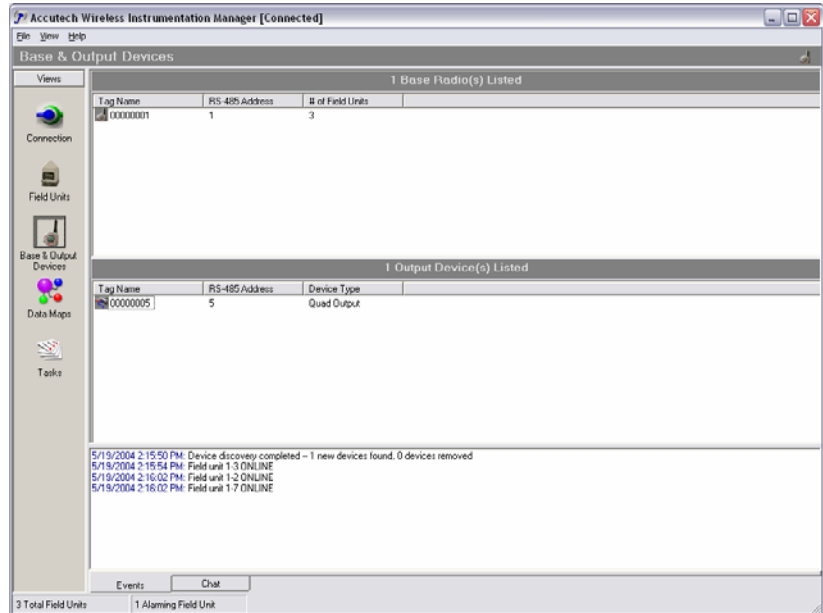 Accutech Wireless Instrumentation Manager [Connected]
File View Help
Base & Output Devices
Views
1 Base Radio(s) Listed
Tag Name RS-485 Address # of Field Units
00000001 1 3
Connection
Field Units
Base & Output
Devices
1 Output Device(s) Listed
Tag Name RS-485 Address Device Type
00000005 5 Quad Output
Data Maps
Tasks
5/19/2004 2:15:50 PM: Device discovery completed -- 1 new devices found. 0 devices removed
5/19/2004 2:15:54 PM: Field unit 1-3 ONLINE
5/19/2004 2:16:02 PM: Field unit 1-2 ONLINE
5/19/2004 2:16:02 PM: Field unit 1-7 ONLINE
Events Chat
3 Total Field Units 1 Alarming Field Unit